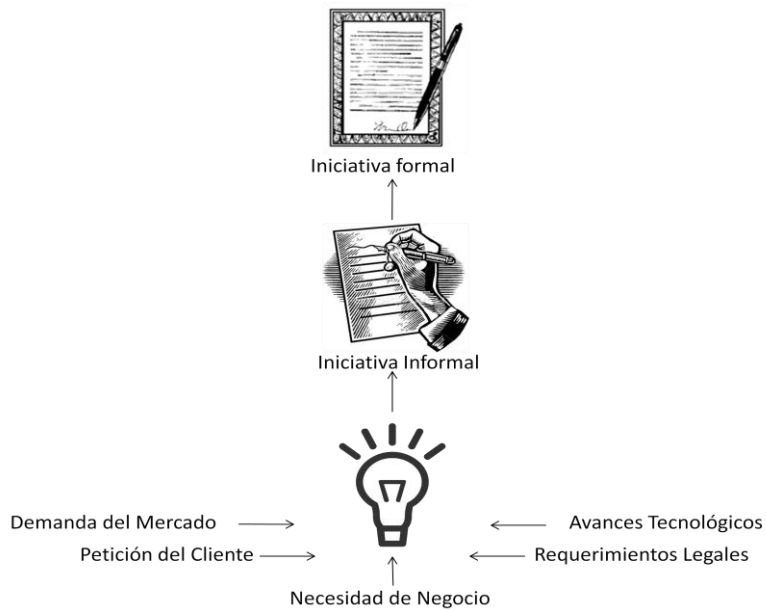 Iniciativa formal
Iniciativa Informal
Demanda del Mercado
Avances Tecnológicos
Petición del Cliente
Requerimientos Legales
Necesidad de Negocio